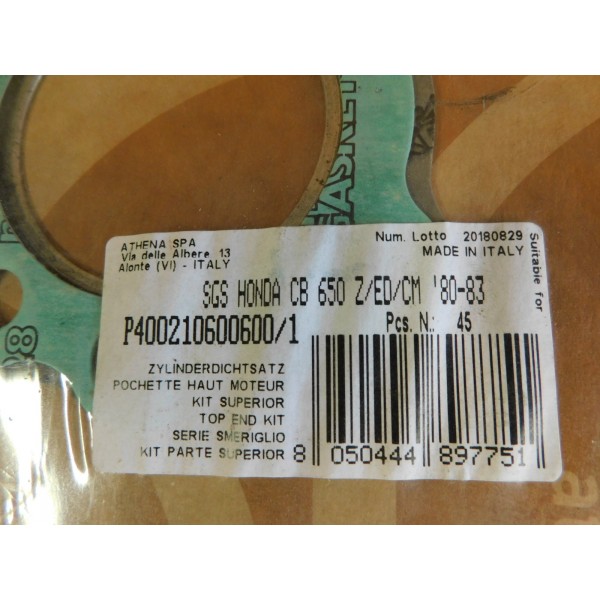 GASKET
ATHENA SPA
Via delle Albere, 13
Alonte (VI) - ITALY
Num. Lotto 20180829
MADE IN ITALY
Suitable for
SGS HONDA CB 650 Z/ED/CM '80-83
P400210600600/1
Pcs. N.: 45
ZYLINDERDICHTSATZ
POCHETTE HAUT MOTEUR
KIT SUPERIOR
TOP END KIT
SERIE SMERIGLIO
KIT PARTE SUPERIOR
8 050444 897751